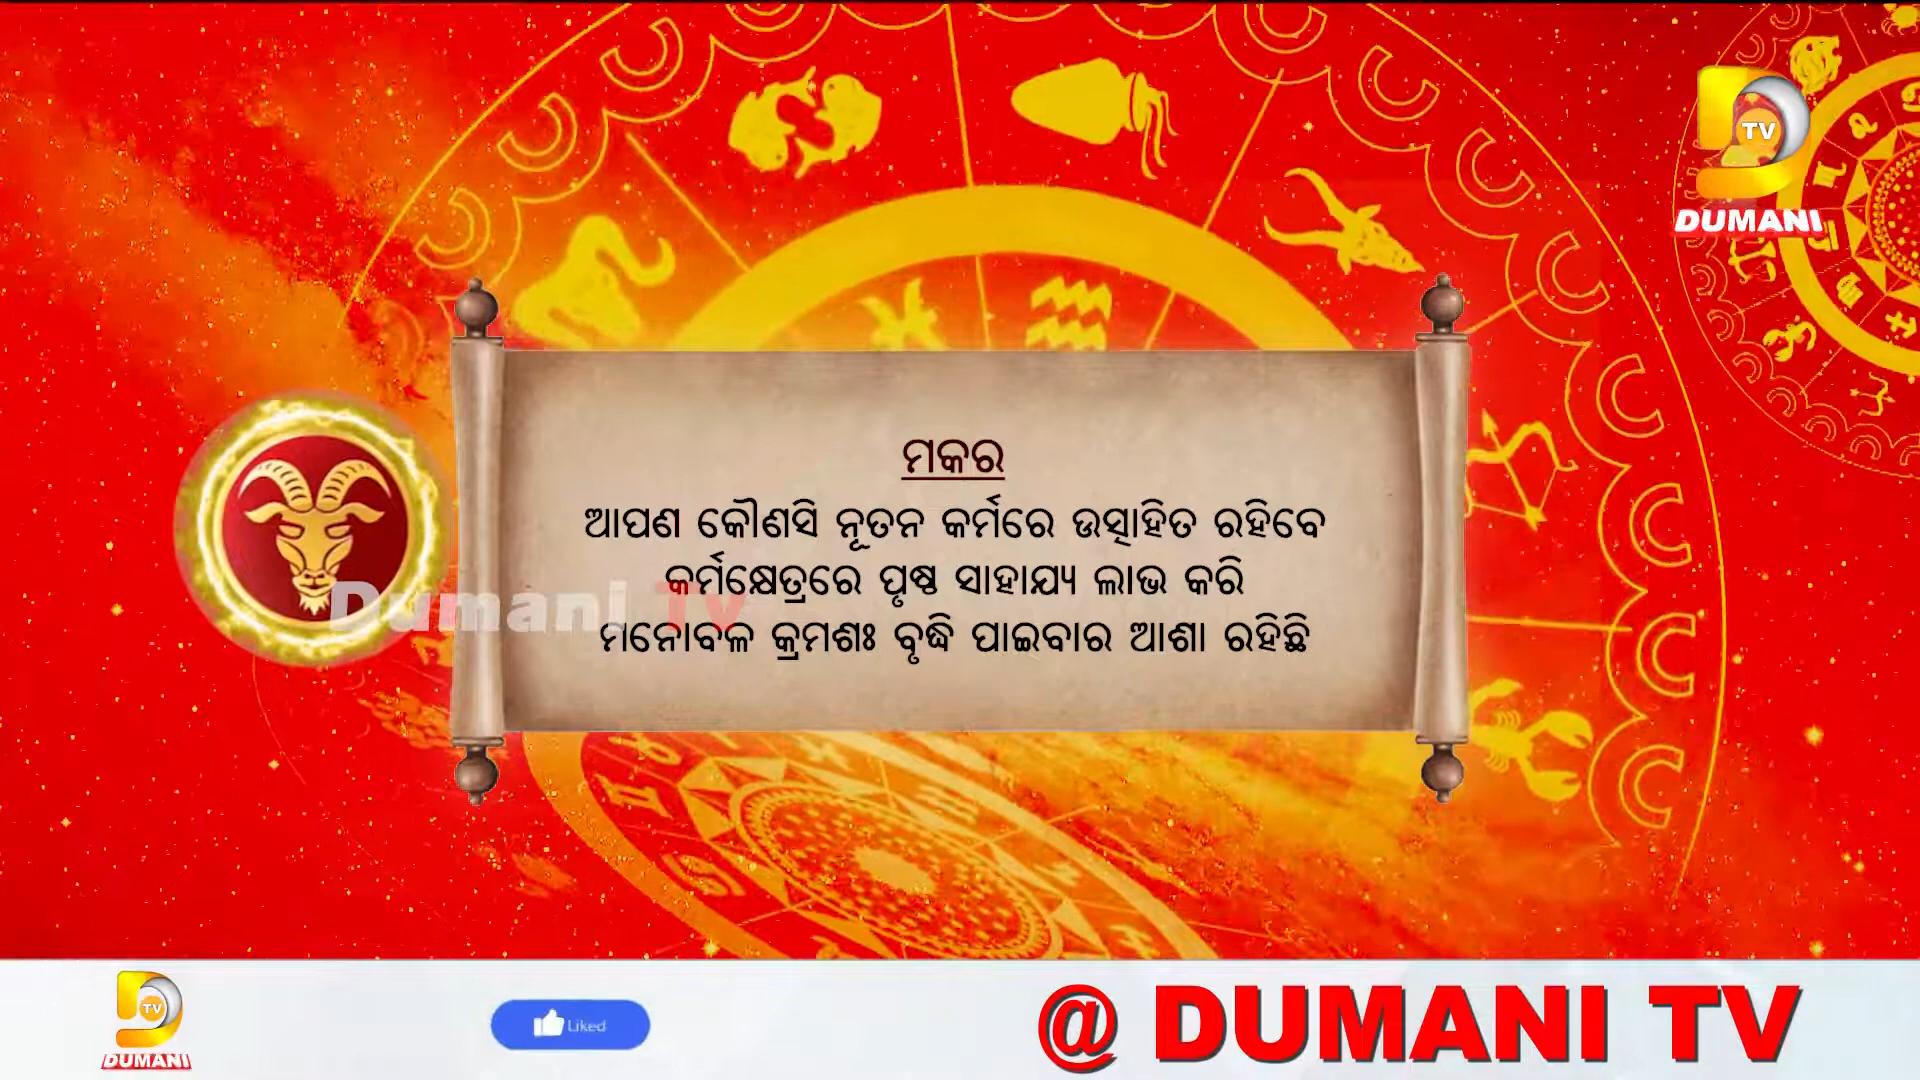 TV
DUMANI
ମକର
ଆପଣ କୌଣସି ନୂତନ କର୍ମରେ ଉତ୍ସାହିତ ରହିବେ
କର୍ମକ୍ଷେତ୍ରରେ ପୃଷ୍ଠ ସାହାଯ୍ୟ ଲାଭ କରି
Dumani Tv
ମନୋବଳ କ୍ରମଶଃ ବୃଦ୍ଧି ପାଇବାର ଆଶା ରହିଛି
TV
DUMANI
Liked
@ DUMANI TV